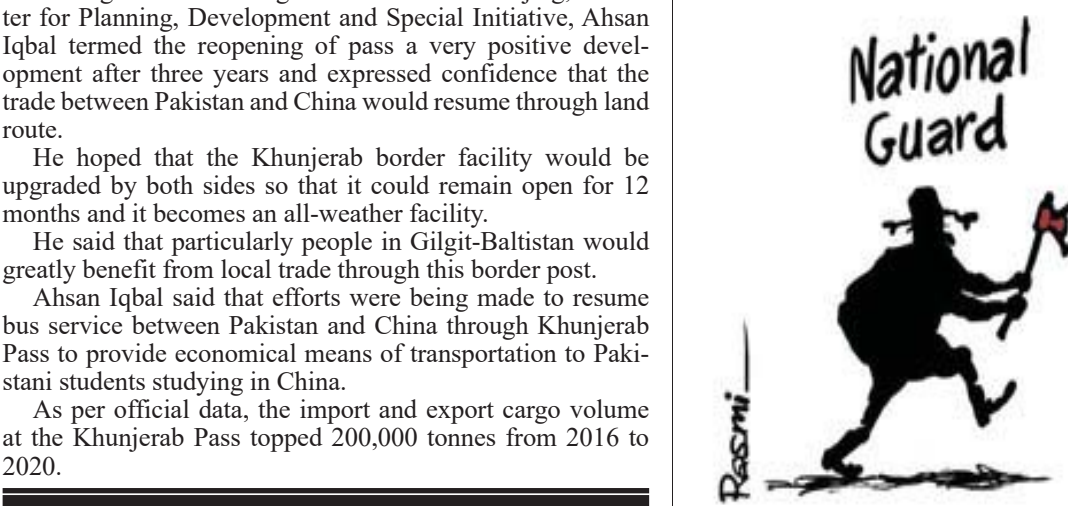 ter for Planning, Development and Special Initiative, Ahsan
Iqbal termed the reopening of pass a very positive devel-
opment after three years and expressed confidence that the
trade between Pakistan and China would resume through land
route.
He hoped that the Khunjerab border facility would be
upgraded by both sides so that it could remain open for 12
months and it becomes an all-weather facility.
He said that particularly people in Gilgit-Baltistan would
greatly benefit from local trade through this border post.
Ahsan Iqbal said that efforts were being made to resume
bus service between Pakistan and China through Khunjerab
Pass to provide economical means of transportation to Paki-
stani students studying in China.
As per official data, the import and export cargo volume
at the Khunjerab Pass topped 200,000 tonnes from 2016 to
2020.
National
Guard
Rasmi